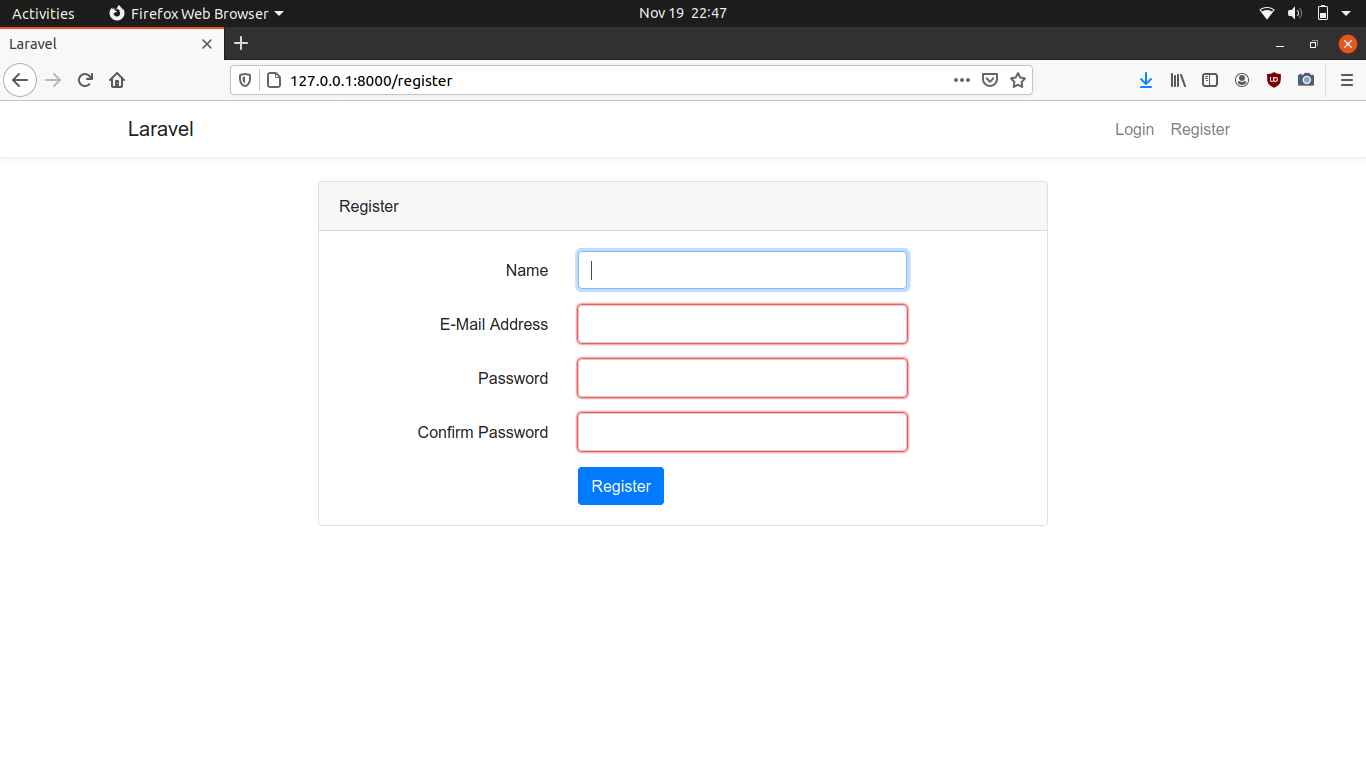 Activities Firefox Web Browser Nov 19 22:47
Laravel
127.0.0.1:8000/register
Laravel Login Register
Register
Name
E-Mail Address
Password
Confirm Password
Register